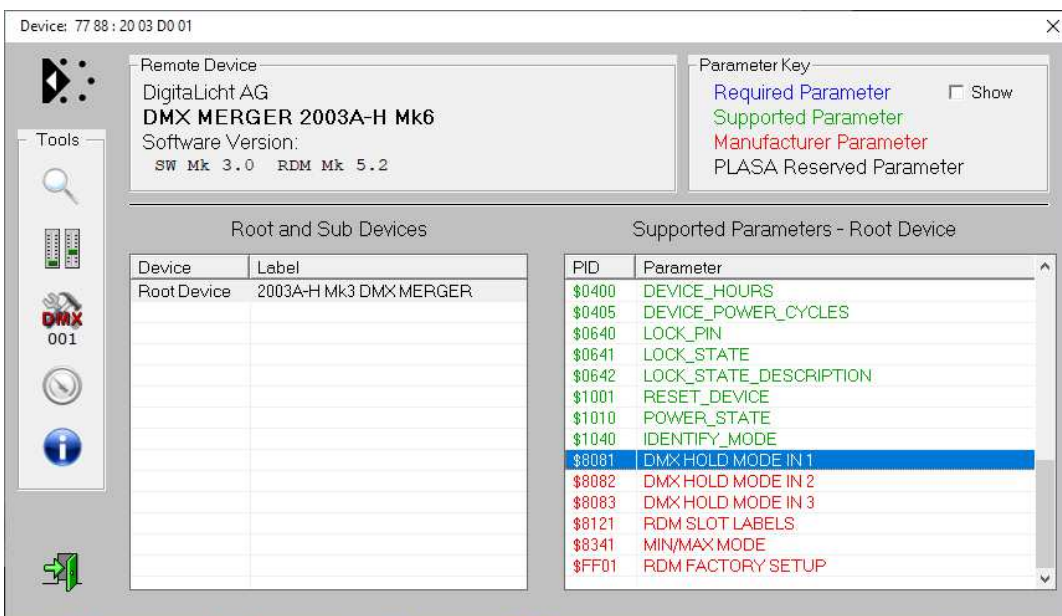 Device: 77 88 : 20 03 D0 01
Remote Device
DigitaLicht AG
DMX MERGER 2003A-H Mk6
Software Version:
SW Mk 3.0 RDM Mk 5.2
Parameter Key
Required Parameter Show
Supported Parameter
Manufacturer Parameter
PLASA Reserved Parameter
Tools
DMX
001
Root and Sub Devices
Device Label
Root Device 2003A-H Mk3 DMX MERGER
Supported Parameters - Root Device
PID Parameter
$0400 DEVICE_HOURS
$0405 DEVICE_POWER_CYCLES
$0640 LOCK_PIN
$0641 LOCK_STATE
$0642 LOCK_STATE_DESCRIPTION
$1001 RESET_DEVICE
$1010 POWER_STATE
$1040 IDENTIFY_MODE
$8081 DMX HOLD MODE IN 1
$8082 DMX HOLD MODE IN 2
$8083 DMX HOLD MODE IN 3
$8121 RDM SLOT LABELS
$8341 MIN/MAX MODE
$FF01 RDM FACTORY SETUP